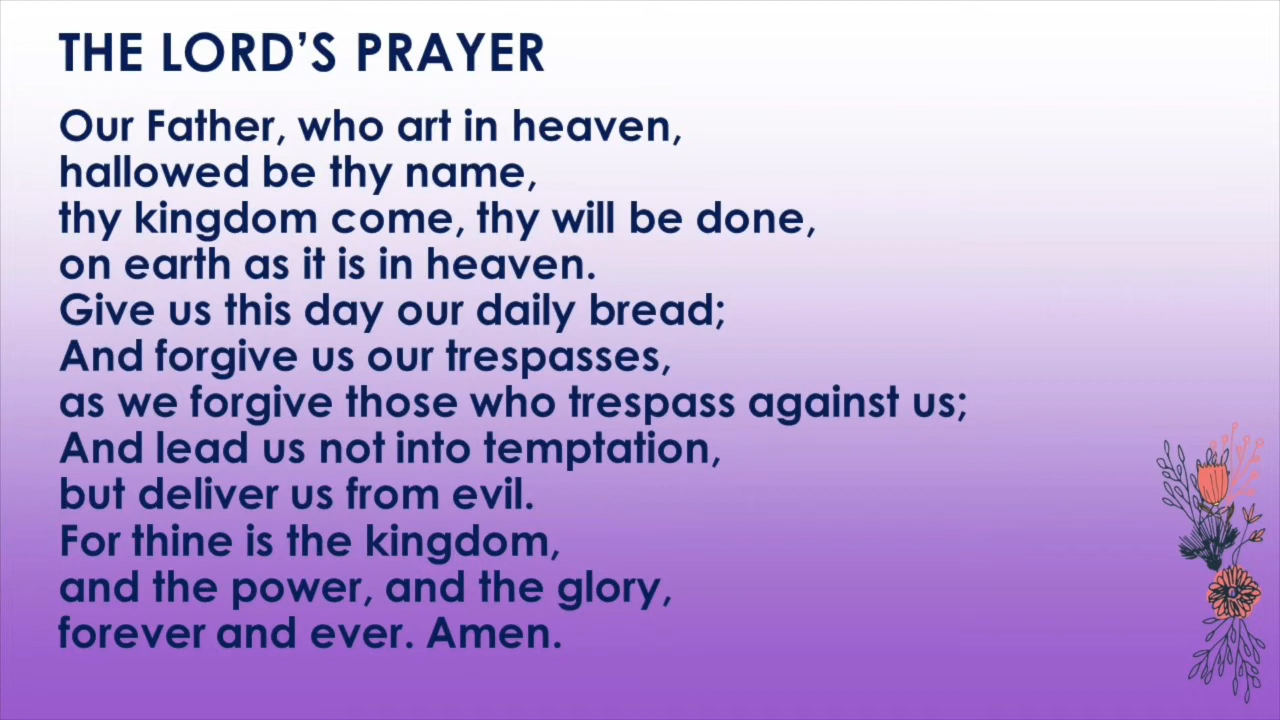 THE LORD’S PRAYER
Our Father, who art in heaven,
hallowed be thy name,
thy kingdom come, thy will be done,
on earth as it is in heaven.
Give us this day our daily bread;
And forgive us our trespasses,
as we forgive those who trespass against us;
And lead us not into temptation,
but deliver us from evil.
For thine is the kingdom,
and the power, and the glory,
forever and ever. Amen.